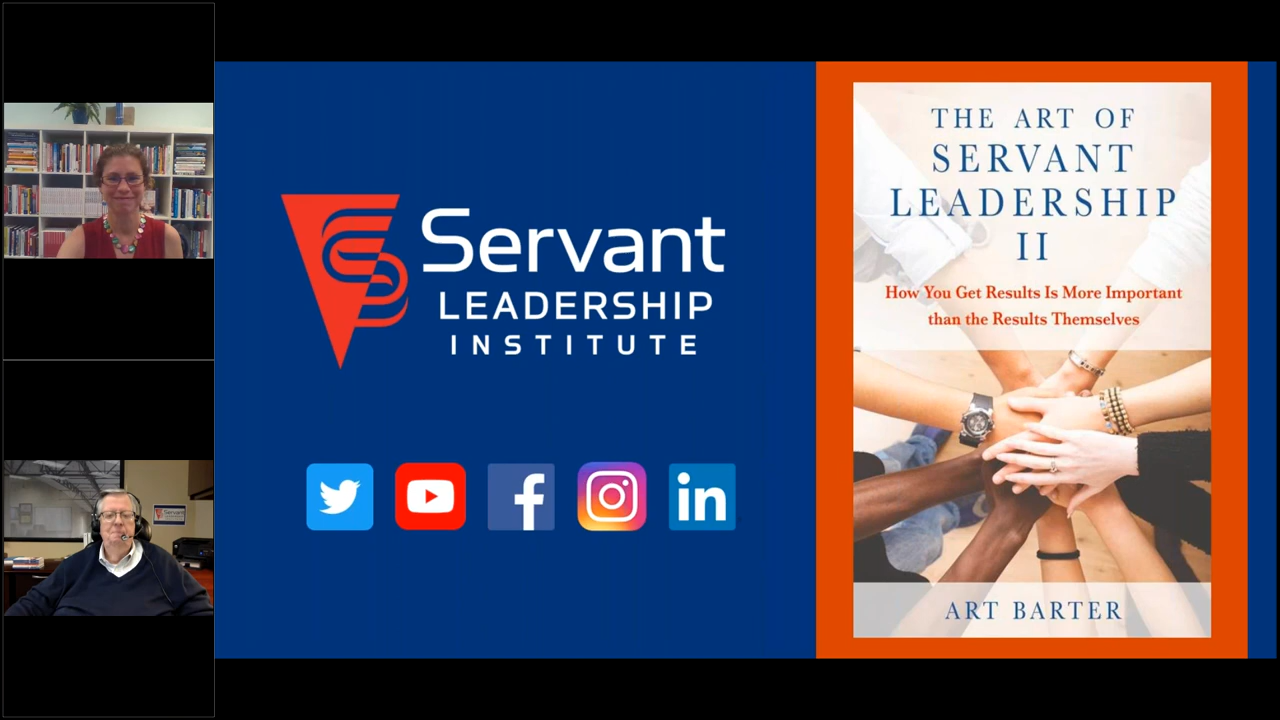 Servant
LEADERSHIP
INSTITUTE
THE ART OF
SERVANT
LEADERSHIP
II
How You Get Results Is More Important
than the Results Themselves
ART BARTER